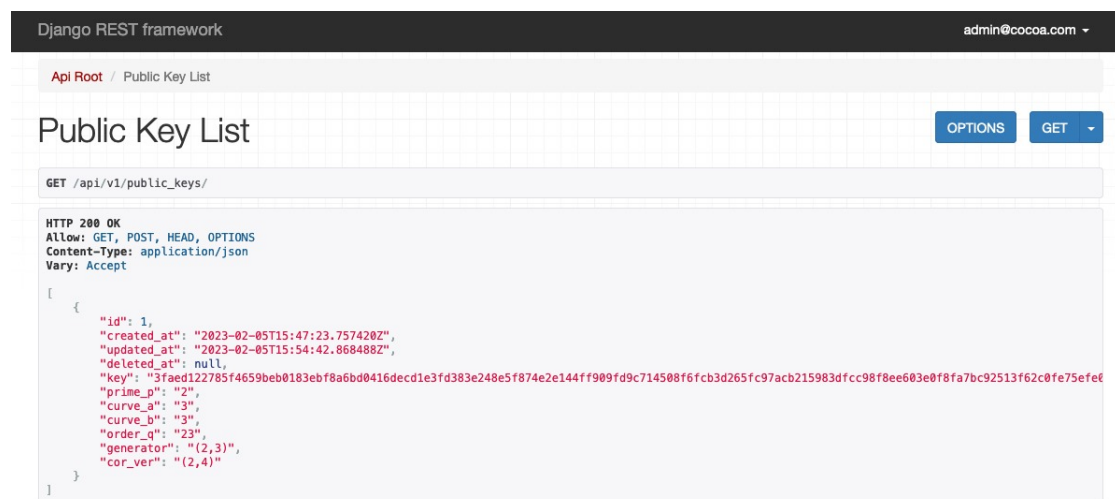 Django REST framework
admin@cocoa.com
Api Root / Public Key List
Public Key List
OPTIONS
GET
GET /api/v1/public_keys/
HTTP 200 OK
Allow: GET, POST, HEAD, OPTIONS
Content-Type: application/json
Vary: Accept
[
{
"id": 1,
"created_at": "2023-02-05T15:47:23.757420Z",
"updated_at": "2023-02-05T15:54:42.868488Z",
"deleted_at": null,
"key": "3faed122785f4659beb0183ebf8a6bd0416decd1e3fd383e248e5f874e2e144ff909fd9c714508f6fcb3d265fc97acb215983dfcc98f8ee603e0f8fa7bc92513f62c0fe75efe0
"prime_p": "2",
"curve_a": "3",
"curve_b": "3",
"order_q": "23",
"generator": "(2,3)",
"cor_ver": "(2,4)"
}
]